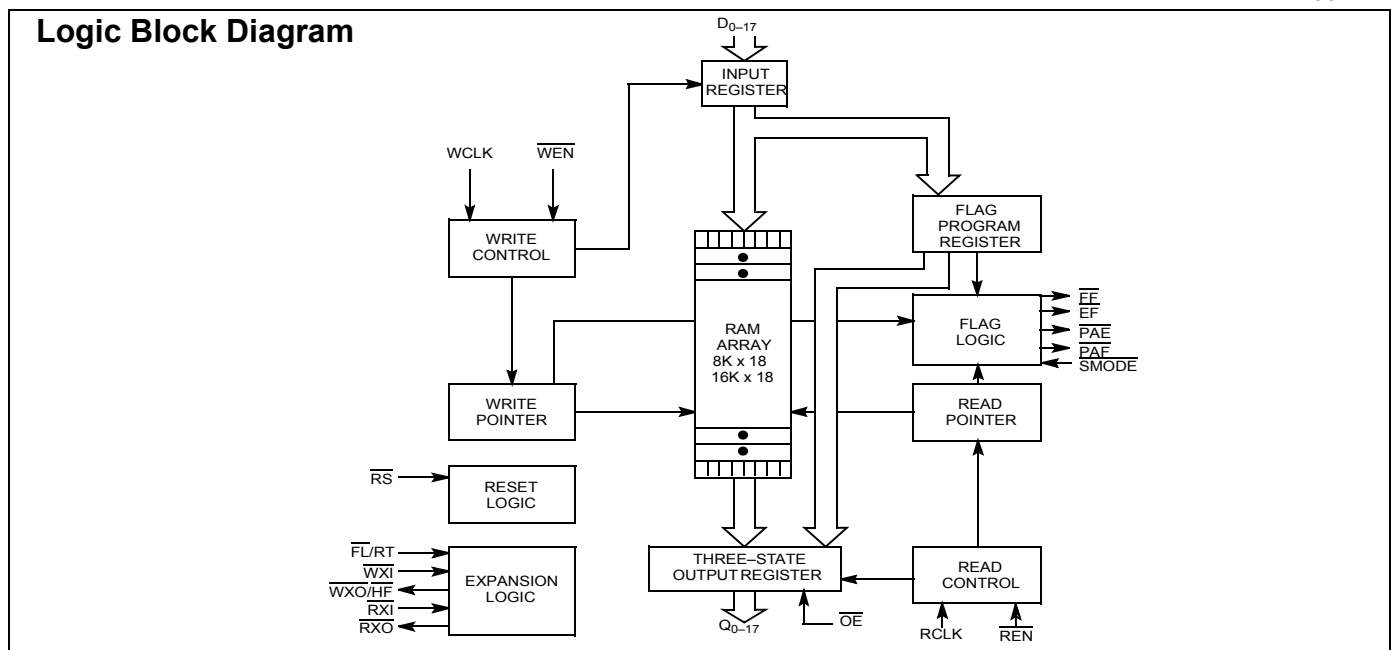 Logic Block Diagram
D0–17
INPUT
REGISTER
WCLK
WEN
WRITE
CONTROL
FLAG
PROGRAM
REGISTER
FF
EF
PAE
PAF
SMODE
FLAG
LOGIC
RAM
ARRAY
8K x 18
16K x 18
WRITE
POINTER
READ
POINTER
RS
RESET
LOGIC
FL/RT
WXI
WXO/HF
RXI
RXO
EXPANSION
LOGIC
THREE–STATE
OUTPUT REGISTER
READ
CONTROL
Q0–17
OE
RCLK
REN